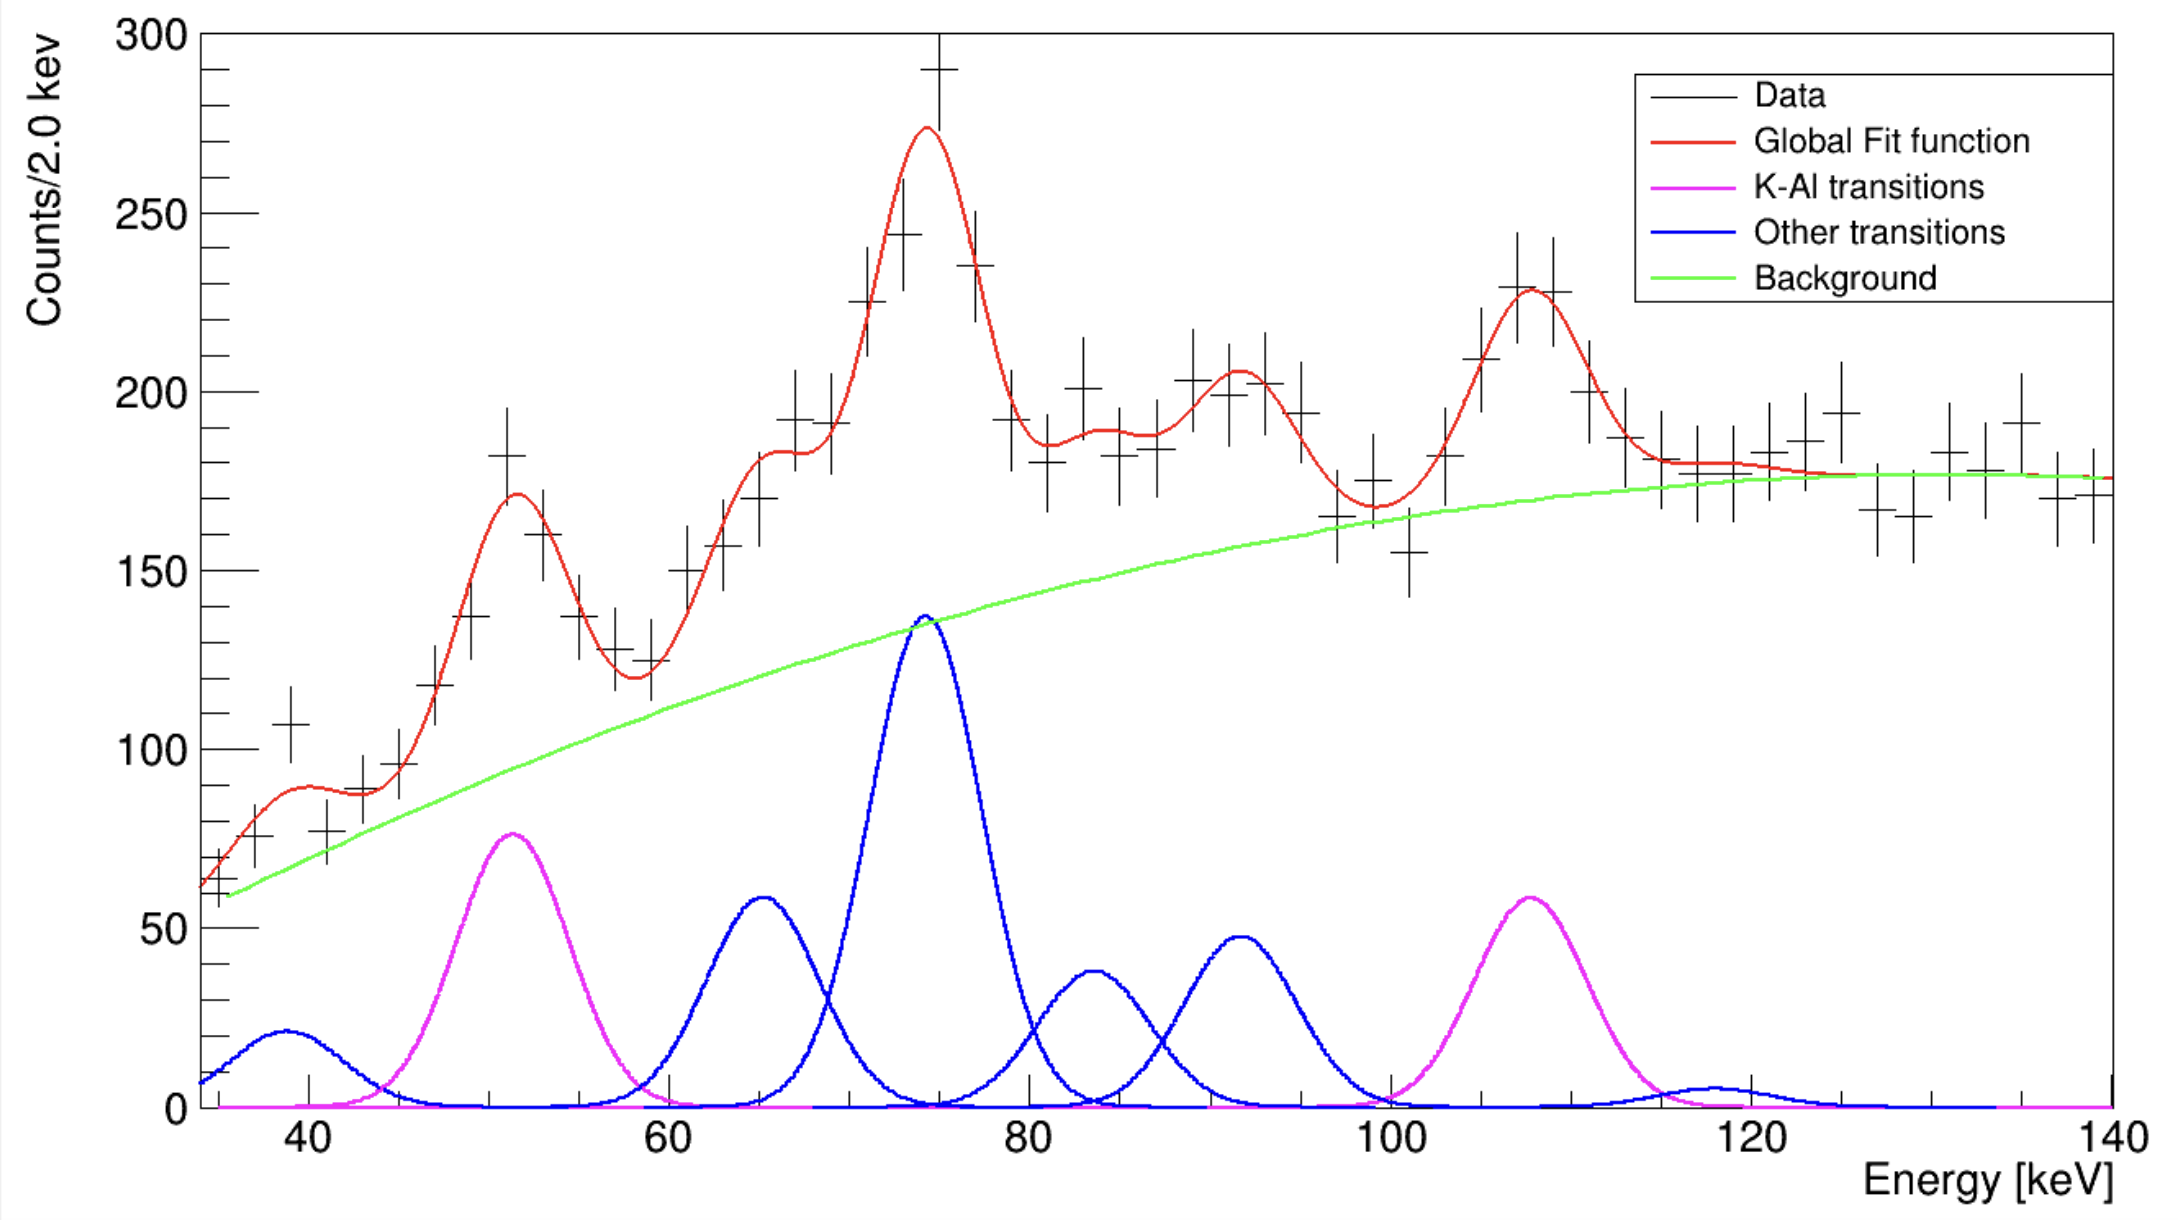 Counts/2.0 kev
300
250
200
150
100
50
0
Data
Global Fit function
K-Al transitions
Other transitions
Background
40 60 80 100 120 140
Energy [keV]